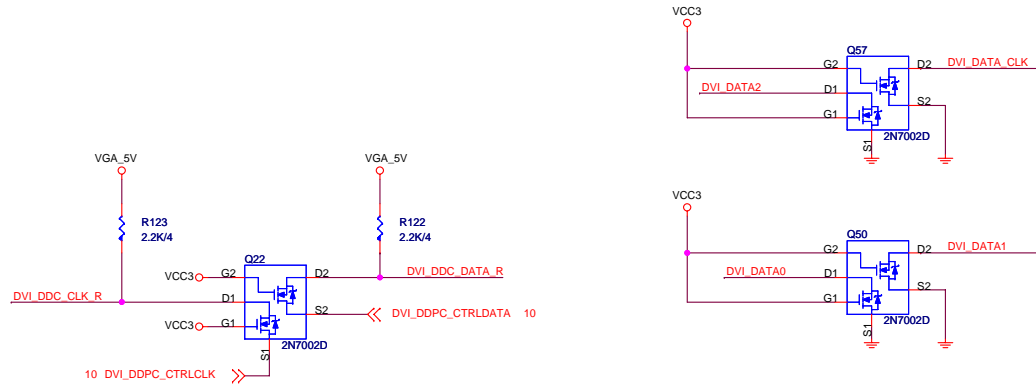 VCC3
Q57
G2
D2
DVI_DATA_CLK
DVI_DATA2
D1
S2
G1
S1
2N7002D
VGA_5V
VGA_5V
R123
2.2K/4
R122
2.2K/4
VCC3
Q50
G2
D2
DVI_DATA1
DVI_DATA0
D1
S2
G1
S1
2N7002D
Q22
VCC3
G2
D2
DVI_DDC_DATA_R
DVI_DDC_CLK_R
D1
S2
DVI_DDPC_CTRLDATA 10
VCC3
G1
S1
2N7002D
10 DVI_DDPC_CTRLCLK